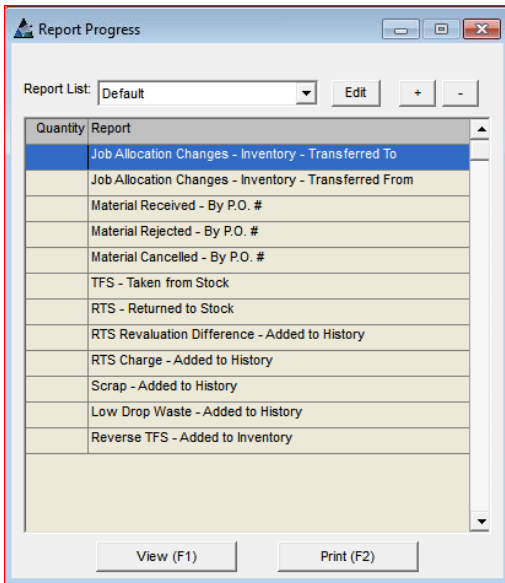 Report Progress
Report List: Default Edit + -
Quantity Report
Job Allocation Changes - Inventory - Transferred To
Job Allocation Changes - Inventory - Transferred From
Material Received - By P.O. #
Material Rejected - By P.O. #
Material Cancelled - By P.O. #
TFS - Taken from Stock
RTS - Returned to Stock
RTS Revaluation Difference - Added to History
RTS Charge - Added to History
Scrap - Added to History
Low Drop Waste - Added to History
Reverse TFS - Added to Inventory
View (F1) Print (F2)